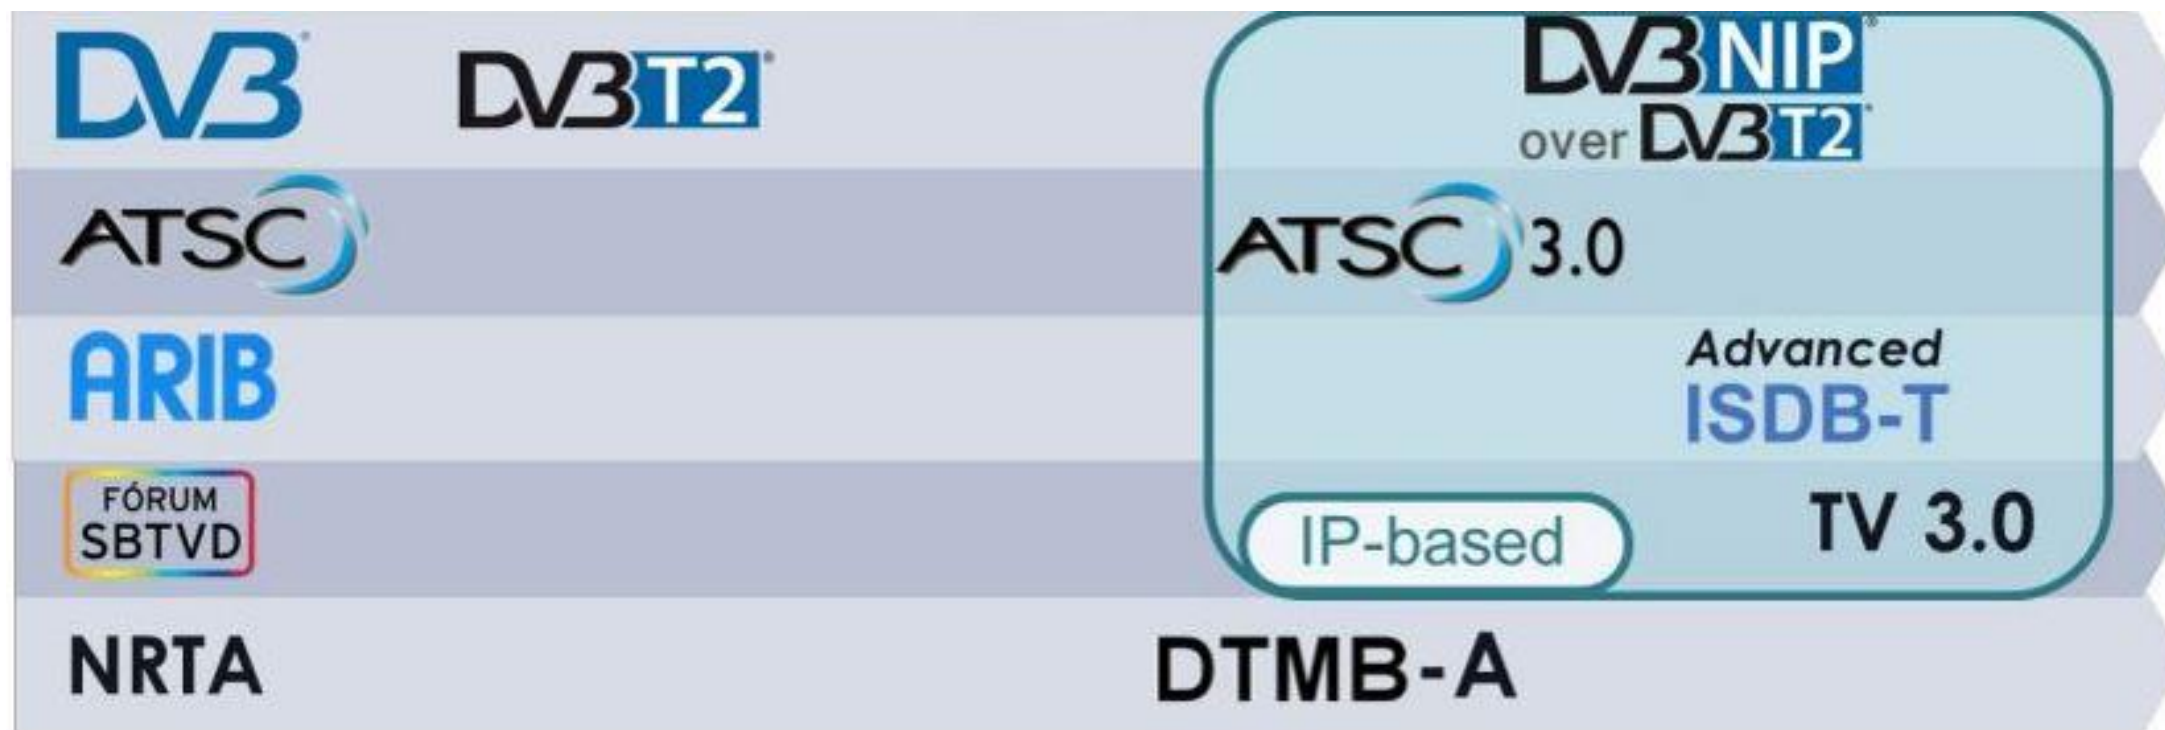 DVB DVB T2 DVB NIP
over DVB T2
ATSC ATSC 3.0
ARIB Advanced
ISDB-T
FÓRUM
SBTVD IP-based TV 3.0
NRTA DTMB-A